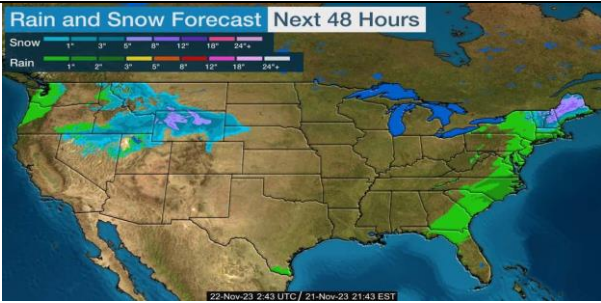 Rain and Snow Forecast Next 48 Hours
Snow 1" 3" 5" 8" 12" 18" 24"+
Rain 1" 2" 3" 5" 8" 12" 18" 24"+
22-Nov-23 2:43 UTC / 21-Nov-23 21:43 EST